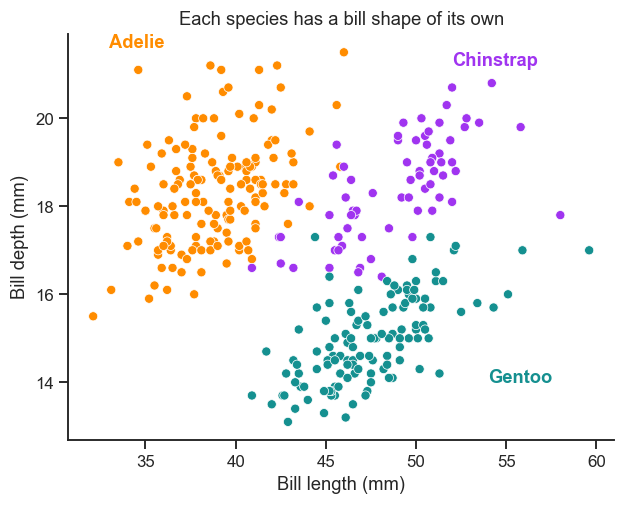 Each species has a bill shape of its own
Adelie
Chinstrap
Gentoo
Bill depth (mm)
20
18
16
14
35 40 45 50 55 60
Bill length (mm)